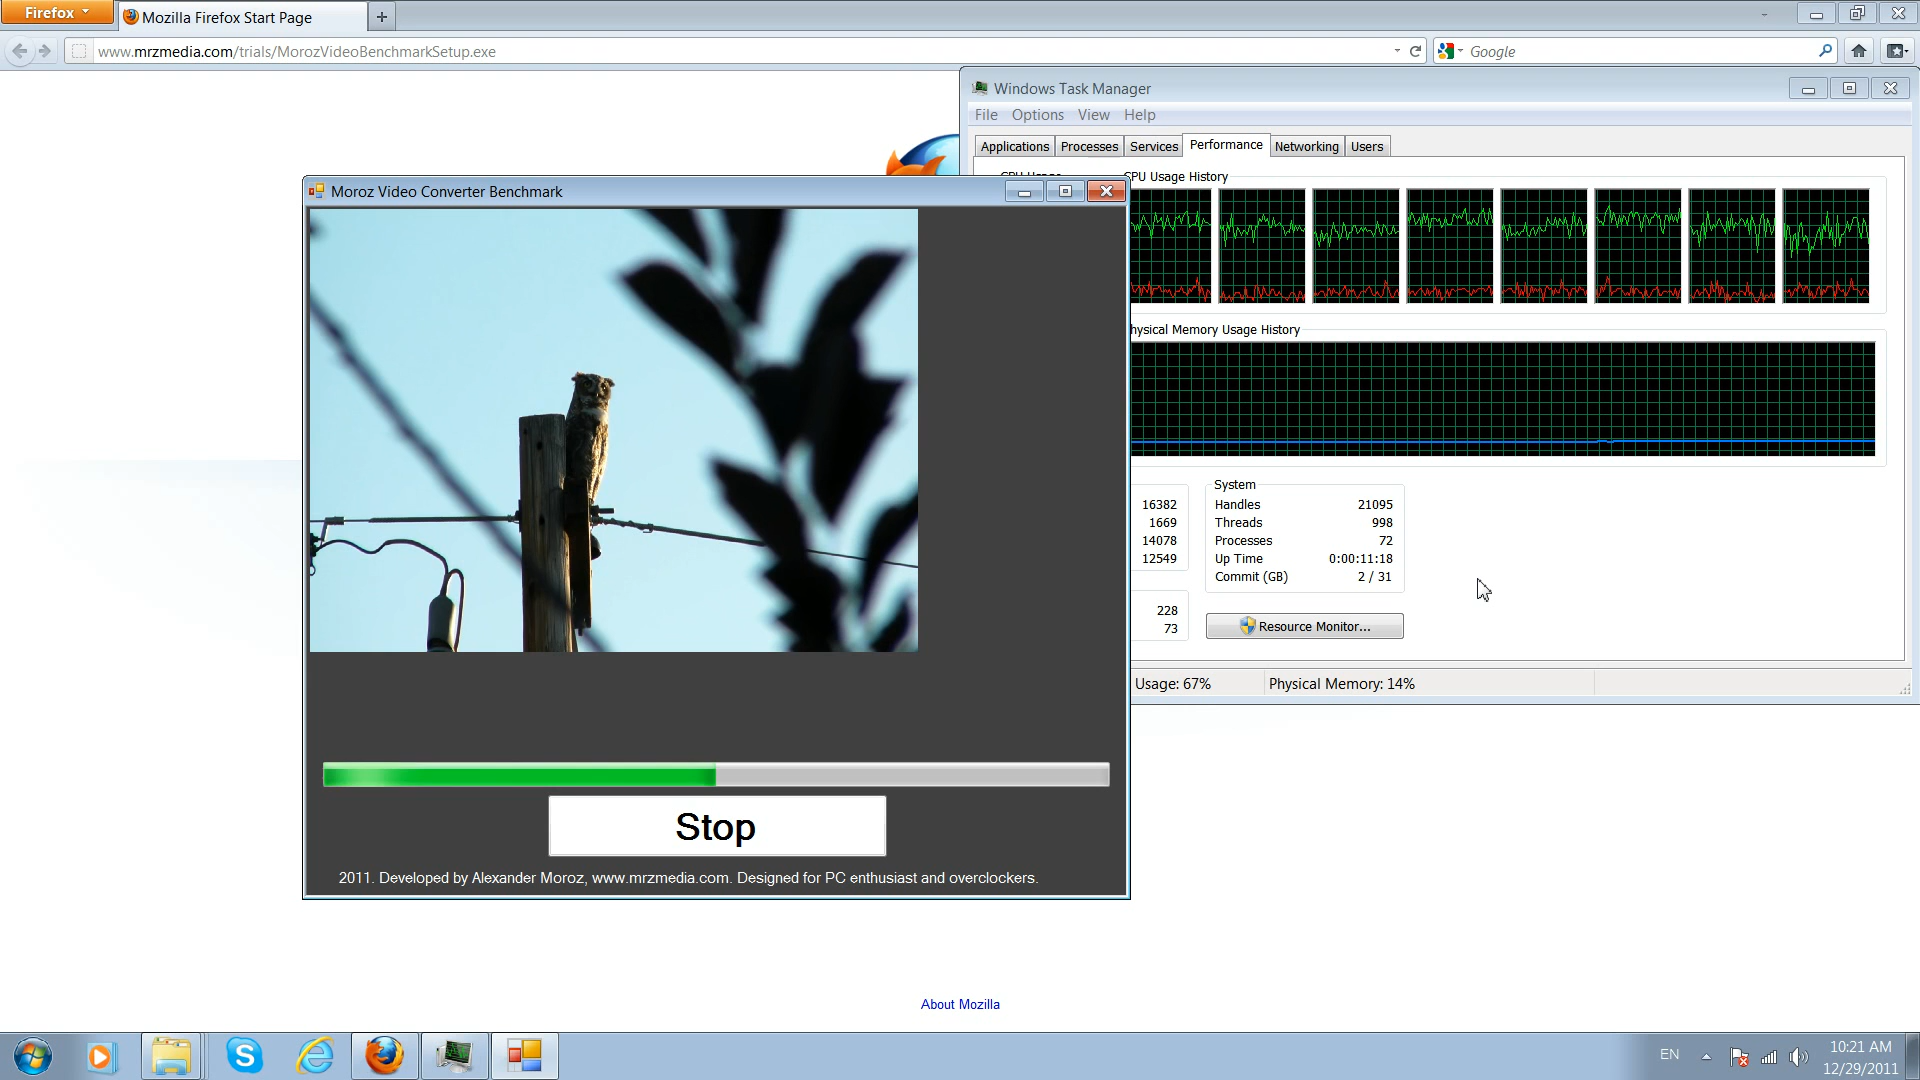 Firefox
Mozilla Firefox Start Page
www.mrzmedia.com/trials/MorozVideoBenchmarkSetup.exe
Google
Windows Task Manager
File Options View Help
Applications Processes Services Performance Networking Users
CPU Usage History
Moroz Video Converter Benchmark
hysical Memory Usage History
16382
1669
14078
12549
228
73
System
Handles 21095
Threads 998
Processes 72
Up Time 0:00:11:18
Commit (GB) 2 / 31
Resource Monitor...
Usage: 67% Physical Memory: 14%
Stop
2011. Developed by Alexander Moroz, www.mrzmedia.com. Designed for PC enthusiast and overclockers.
About Mozilla
EN
10:21 AM
12/29/2011